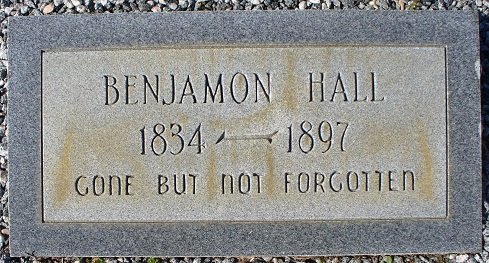 BENJAMON HALL
1834 — 1897
GONE BUT NOT FORGOTTEN